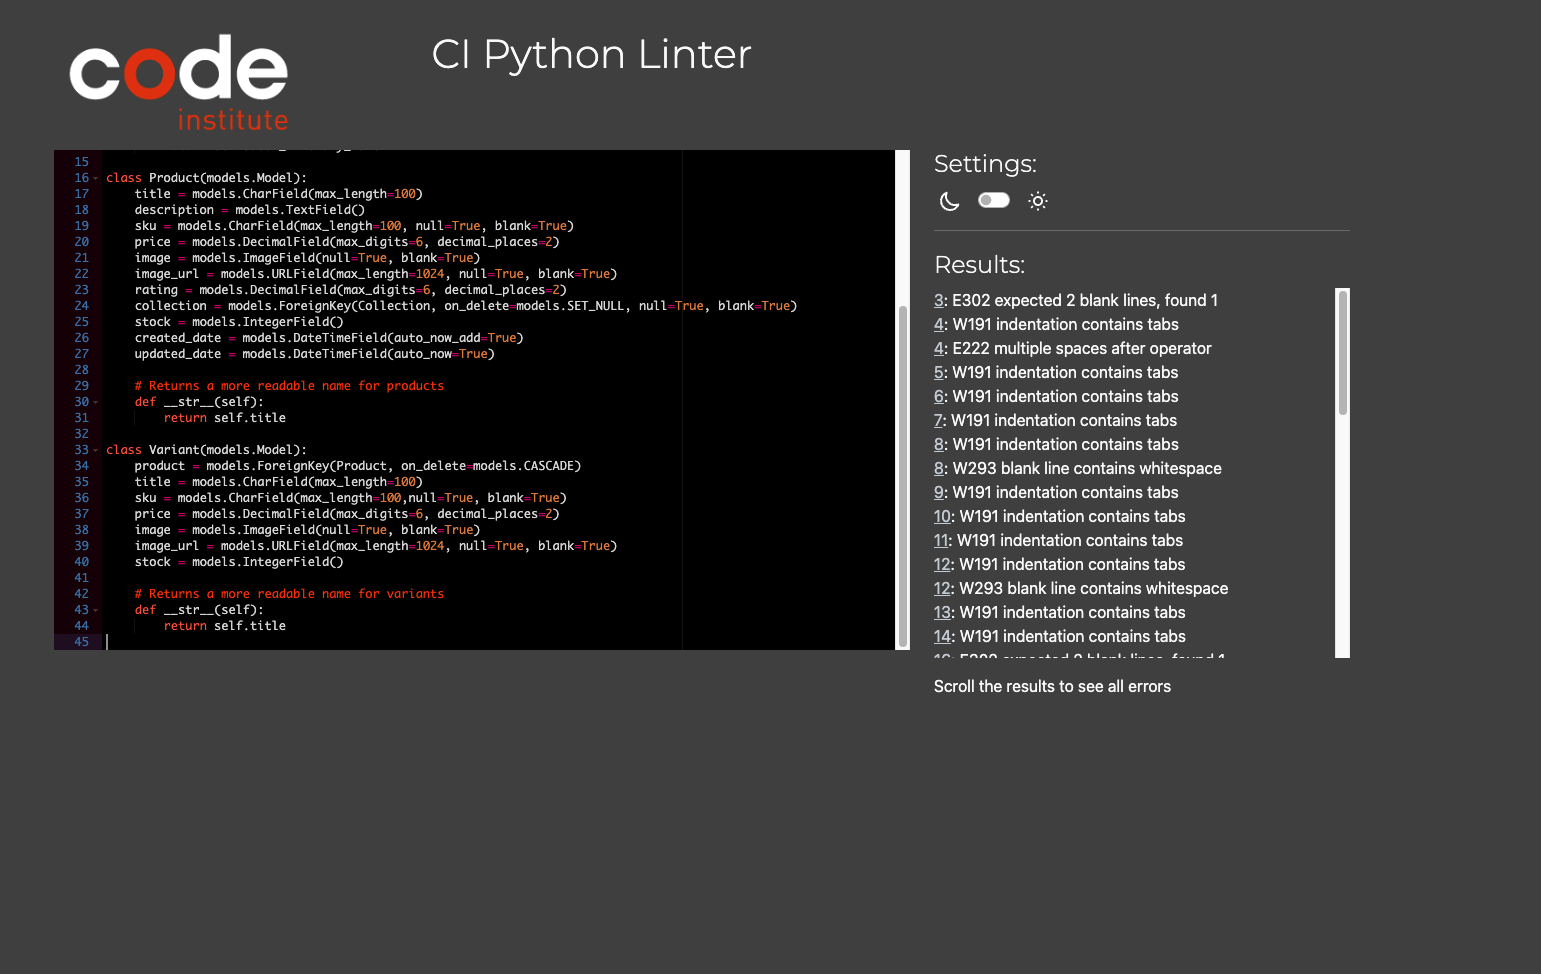 code
institute
CI Python Linter
15
16 class Product(models.Model):
17 title = models.CharField(max_length=100)
18 description = models.TextField()
19 sku = models.CharField(max_length=100, null=True, blank=True)
20 price = models.DecimalField(max_digits=6, decimal_places=2)
21 image = models.ImageField(null=True, blank=True)
22 image_url = models.URLField(max_length=1024, null=True, blank=True)
23 rating = models.DecimalField(max_digits=6, decimal_places=2)
24 collection = models.ForeignKey(Collection, on_delete=models.SET_NULL, null=True, blank=True)
25 stock = models.IntegerField()
26 created_date = models.DateTimeField(auto_now_add=True)
27 updated_date = models.DateTimeField(auto_now=True)
28
29 # Returns a more readable name for products
30 def __str__(self):
31 return self.title
32
33 class Variant(models.Model):
34 product = models.ForeignKey(Product, on_delete=models.CASCADE)
35 title = models.CharField(max_length=100)
36 sku = models.CharField(max_length=100,null=True, blank=True)
37 price = models.DecimalField(max_digits=6, decimal_places=2)
38 image = models.ImageField(null=True, blank=True)
39 image_url = models.URLField(max_length=1024, null=True, blank=True)
40 stock = models.IntegerField()
41
42 # Returns a more readable name for variants
43 def __str__(self):
44 return self.title
45
Settings:
Results:
3: E302 expected 2 blank lines, found 1
4: W191 indentation contains tabs
4: E222 multiple spaces after operator
5: W191 indentation contains tabs
6: W191 indentation contains tabs
7: W191 indentation contains tabs
8: W191 indentation contains tabs
8: W293 blank line contains whitespace
9: W191 indentation contains tabs
10: W191 indentation contains tabs
11: W191 indentation contains tabs
12: W191 indentation contains tabs
12: W293 blank line contains whitespace
13: W191 indentation contains tabs
14: W191 indentation contains tabs
16: E302 expected 2 blank lines, found 1
Scroll the results to see all errors